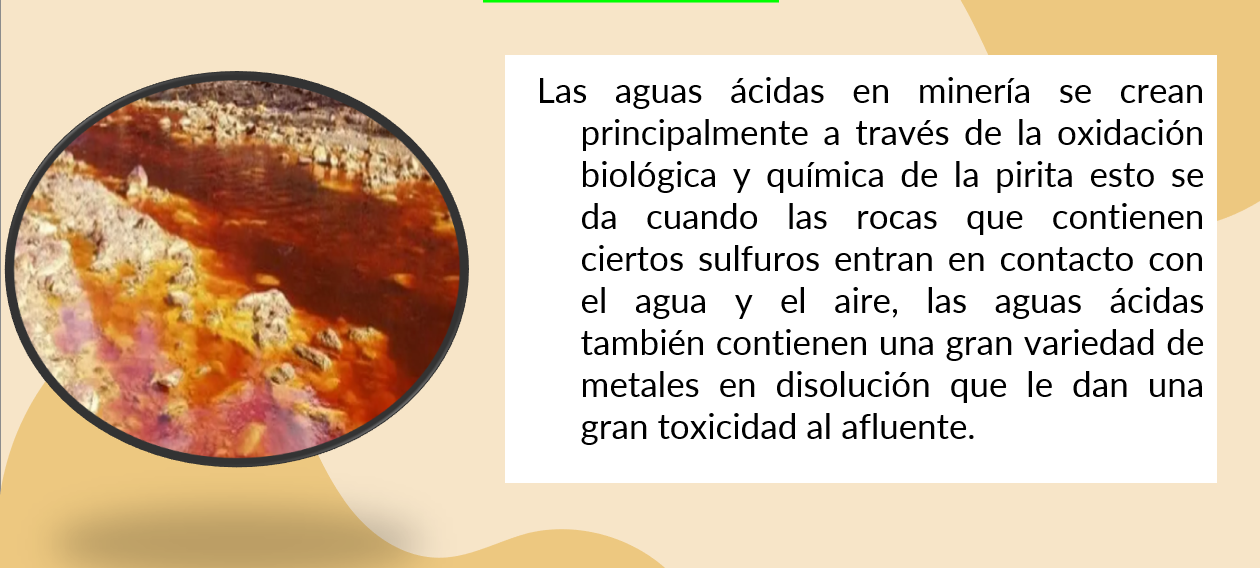 Las aguas ácidas en minería se crean
principalmente a través de la oxidación
biológica y química de la pirita esto se
da cuando las rocas que contienen
ciertos sulfuros entran en contacto con
el agua y el aire, las aguas ácidas
también contienen una gran variedad de
metales en disolución que le dan una
gran toxicidad al afluente.